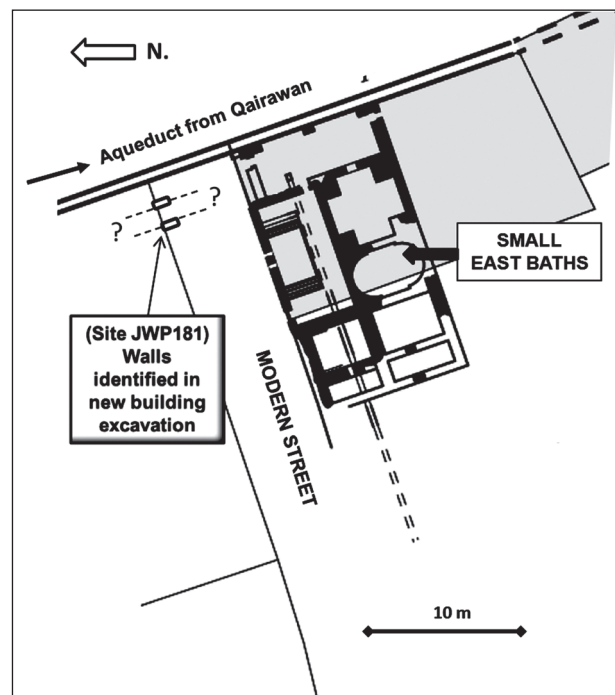 N.
Aqueduct from Qairawan
? ?
SMALL
EAST BATHS
(Site JWP181)
Walls
identified in
new building
excavation
MODERN STREET
10 m